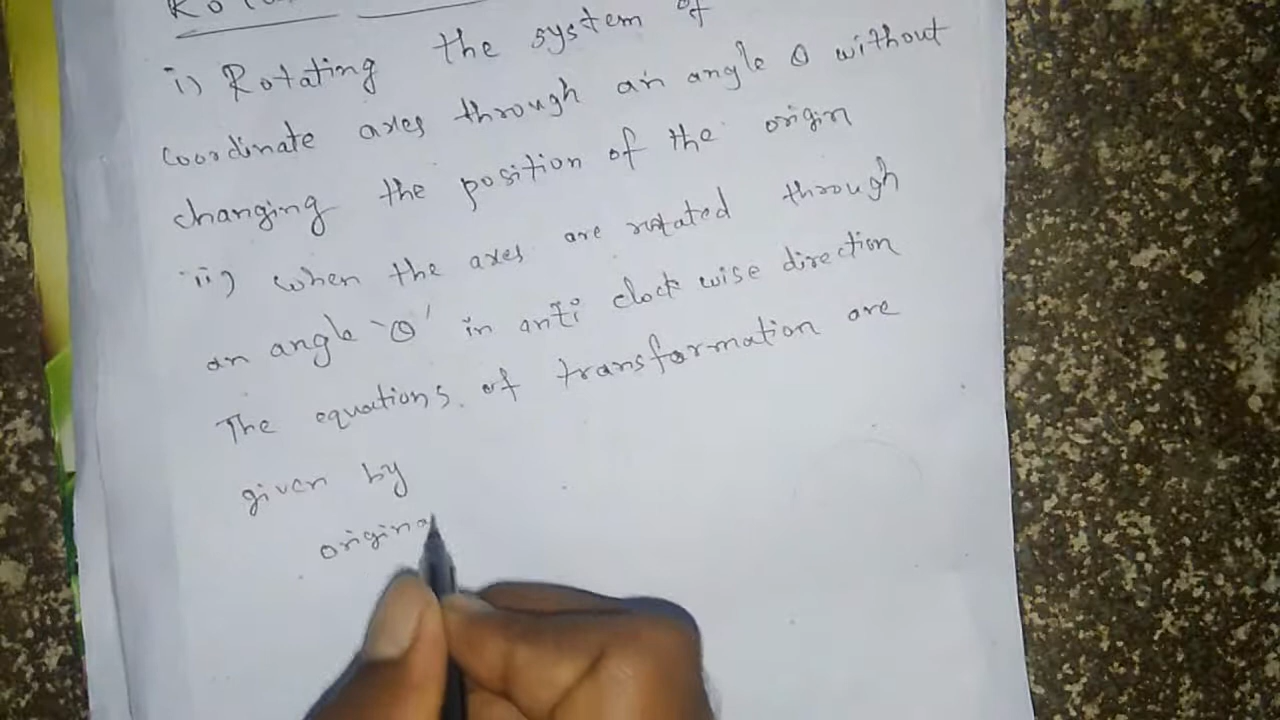 i) Rotating the system of
coordinate axes through an angle θ without
changing the position of the origin
ii) when the axes are rotated through
an angle 'θ' in anti clock wise direction
The equations of transformation are
given by
origina